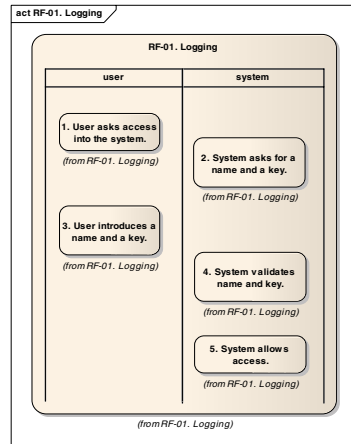 act RF-01. Logging
RF-01. Logging
user
system
1. User asks access
into the system.
(from RF-01. Logging)
2. System asks for a
name and a key.
(from RF-01. Logging)
3. User introduces a
name and a key.
(from RF-01. Logging)
4. System validates
name and key.
(from RF-01. Logging)
5. System allows
access.
(from RF-01. Logging)
(from RF-01. Logging)